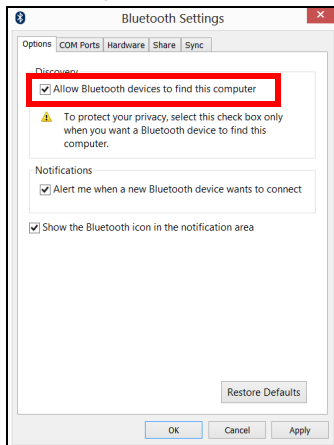 Bluetooth Settings
Options COM Ports Hardware Share Sync
Discovery
Allow Bluetooth devices to find this computer
To protect your privacy, select this check box only
when you want a Bluetooth device to find this
computer.
Notifications
Alert me when a new Bluetooth device wants to connect
Show the Bluetooth icon in the notification area
Restore Defaults
OK Cancel Apply